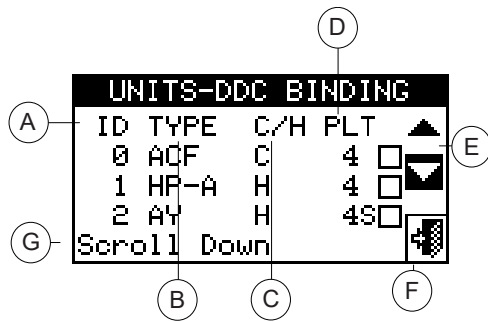 D
UNITS-DDC BINDING
A
ID TYPE C/H PLT
E
0 ACF C 4
1 HP-A H 4
2 AY H 4S
G
Scroll Down
B
C
F